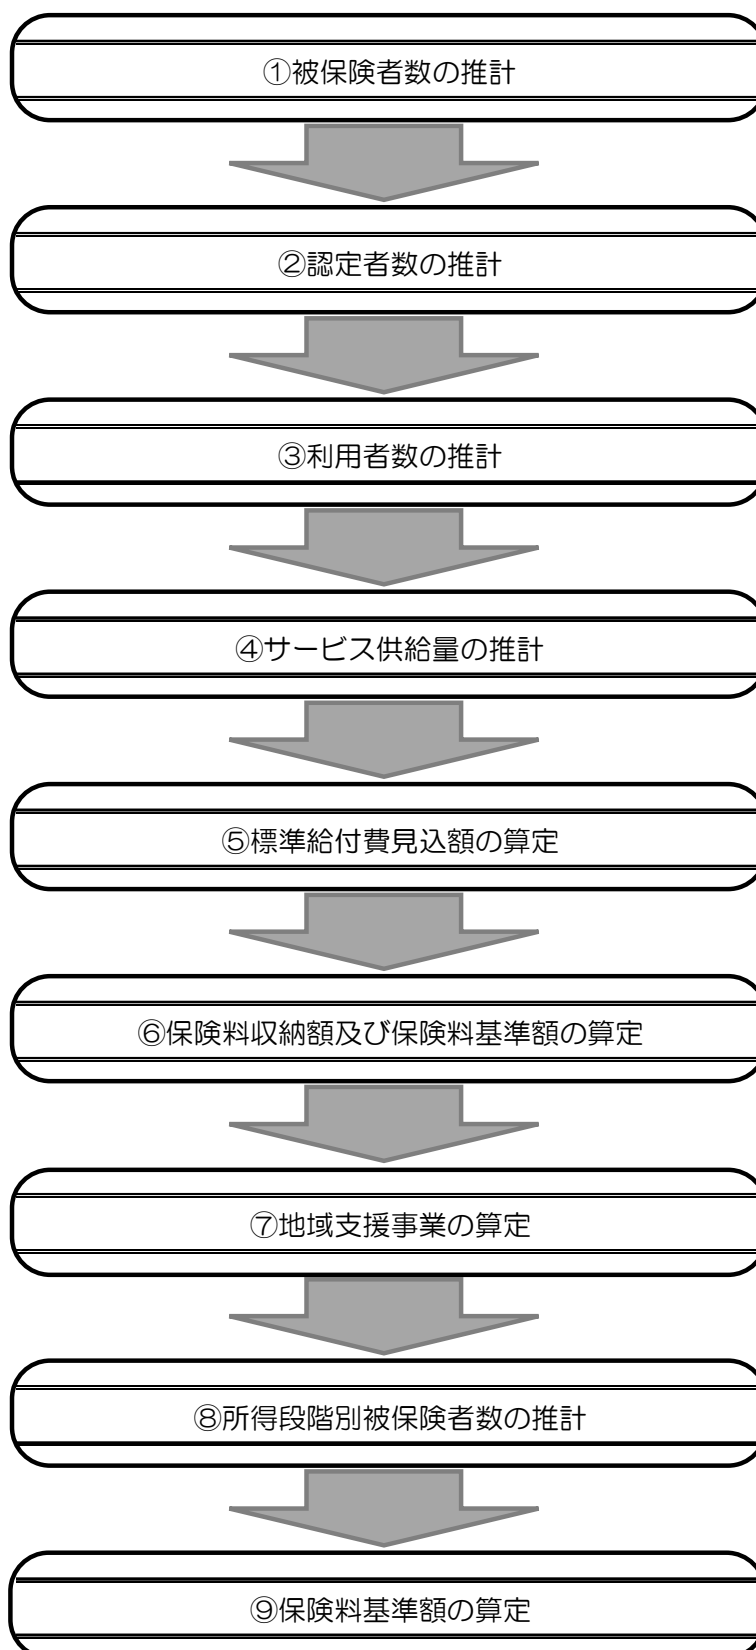 ①被保険者数の推計
②認定者数の推計
③利用者数の推計
④サービス供給量の推計
⑤標準給付費見込額の算定
⑥保険料収納額及び保険料基準額の算定
⑦地域支援事業の算定
⑧所得段階別被保険者数の推計
⑨保険料基準額の算定